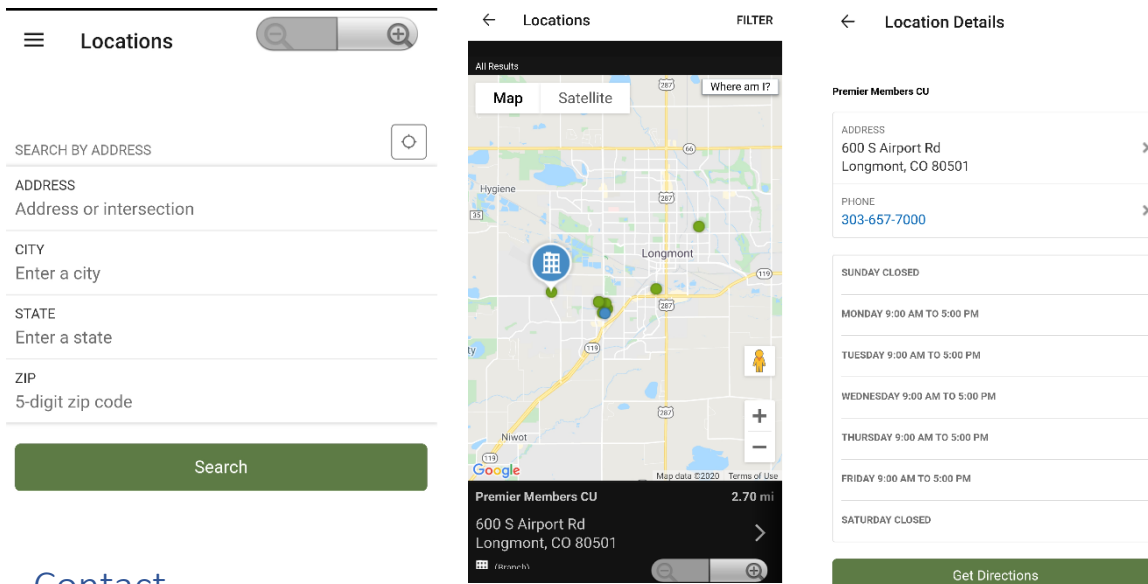 Locations
SEARCH BY ADDRESS
ADDRESS
Address or intersection
CITY
Enter a city
STATE
Enter a state
ZIP
5-digit zip code
Search
Contact
Locations
FILTER
All Results
Map
Satellite
287
Where am I?
66
Hygiene
287
35
Longmont
119
287
119
ty
287
Niwot
119
Google
Map data ©2020
Terms of Use
Premier Members CU
2.70 mi
600 S Airport Rd
Longmont, CO 80501
(Branch)
Location Details
Premier Members CU
ADDRESS
600 S Airport Rd
Longmont, CO 80501
PHONE
303-657-7000
SUNDAY CLOSED
MONDAY 9:00 AM TO 5:00 PM
TUESDAY 9:00 AM TO 5:00 PM
WEDNESDAY 9:00 AM TO 5:00 PM
THURSDAY 9:00 AM TO 5:00 PM
FRIDAY 9:00 AM TO 5:00 PM
SATURDAY CLOSED
Get Directions